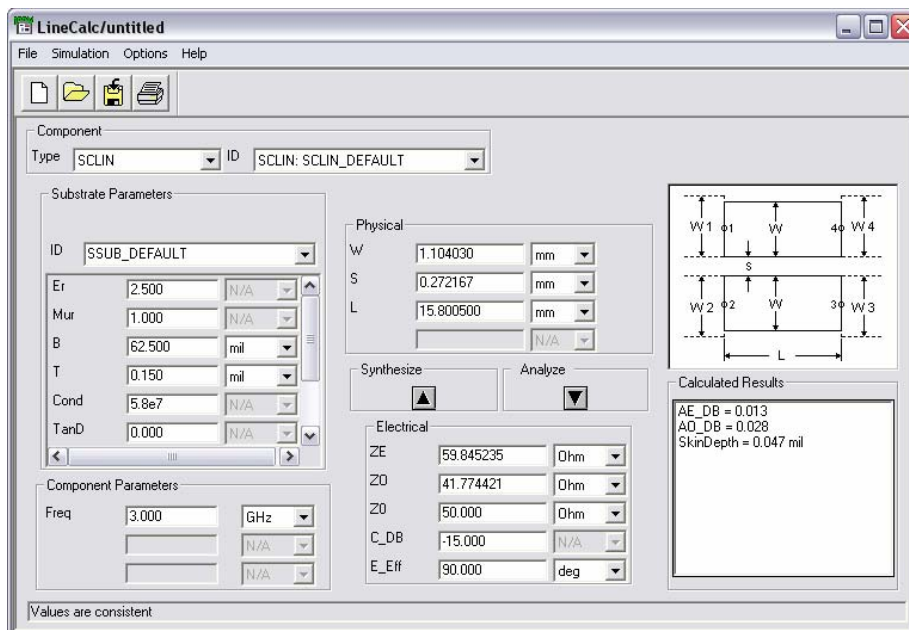 LineCalc/untitled
File Simulation Options Help
Component
Type SCLIN ID SCLIN: SCLIN_DEFAULT
Substrate Parameters
ID SSUB_DEFAULT
Er 2.500 N/A
Mur 1.000 N/A
B 62.500 mil
T 0.150 mil
Cond 5.8e7 N/A
TanD 0.000 N/A
Component Parameters
Freq 3.000 GHz
N/A
N/A
Physical
W 1.104030 mm
S 0.272167 mm
L 15.800500 mm
N/A
Synthesize Analyze
Electrical
ZE 59.845235 Ohm
ZO 41.774421 Ohm
Z0 50.000 Ohm
C_DB -15.000 N/A
E_Eff 90.000 deg
W1 1 W 4 W4
S
W2 2 W 3 W3
L
Calculated Results
AE_DB = 0.013
AO_DB = 0.028
SkinDepth = 0.047 mil
Values are consistent